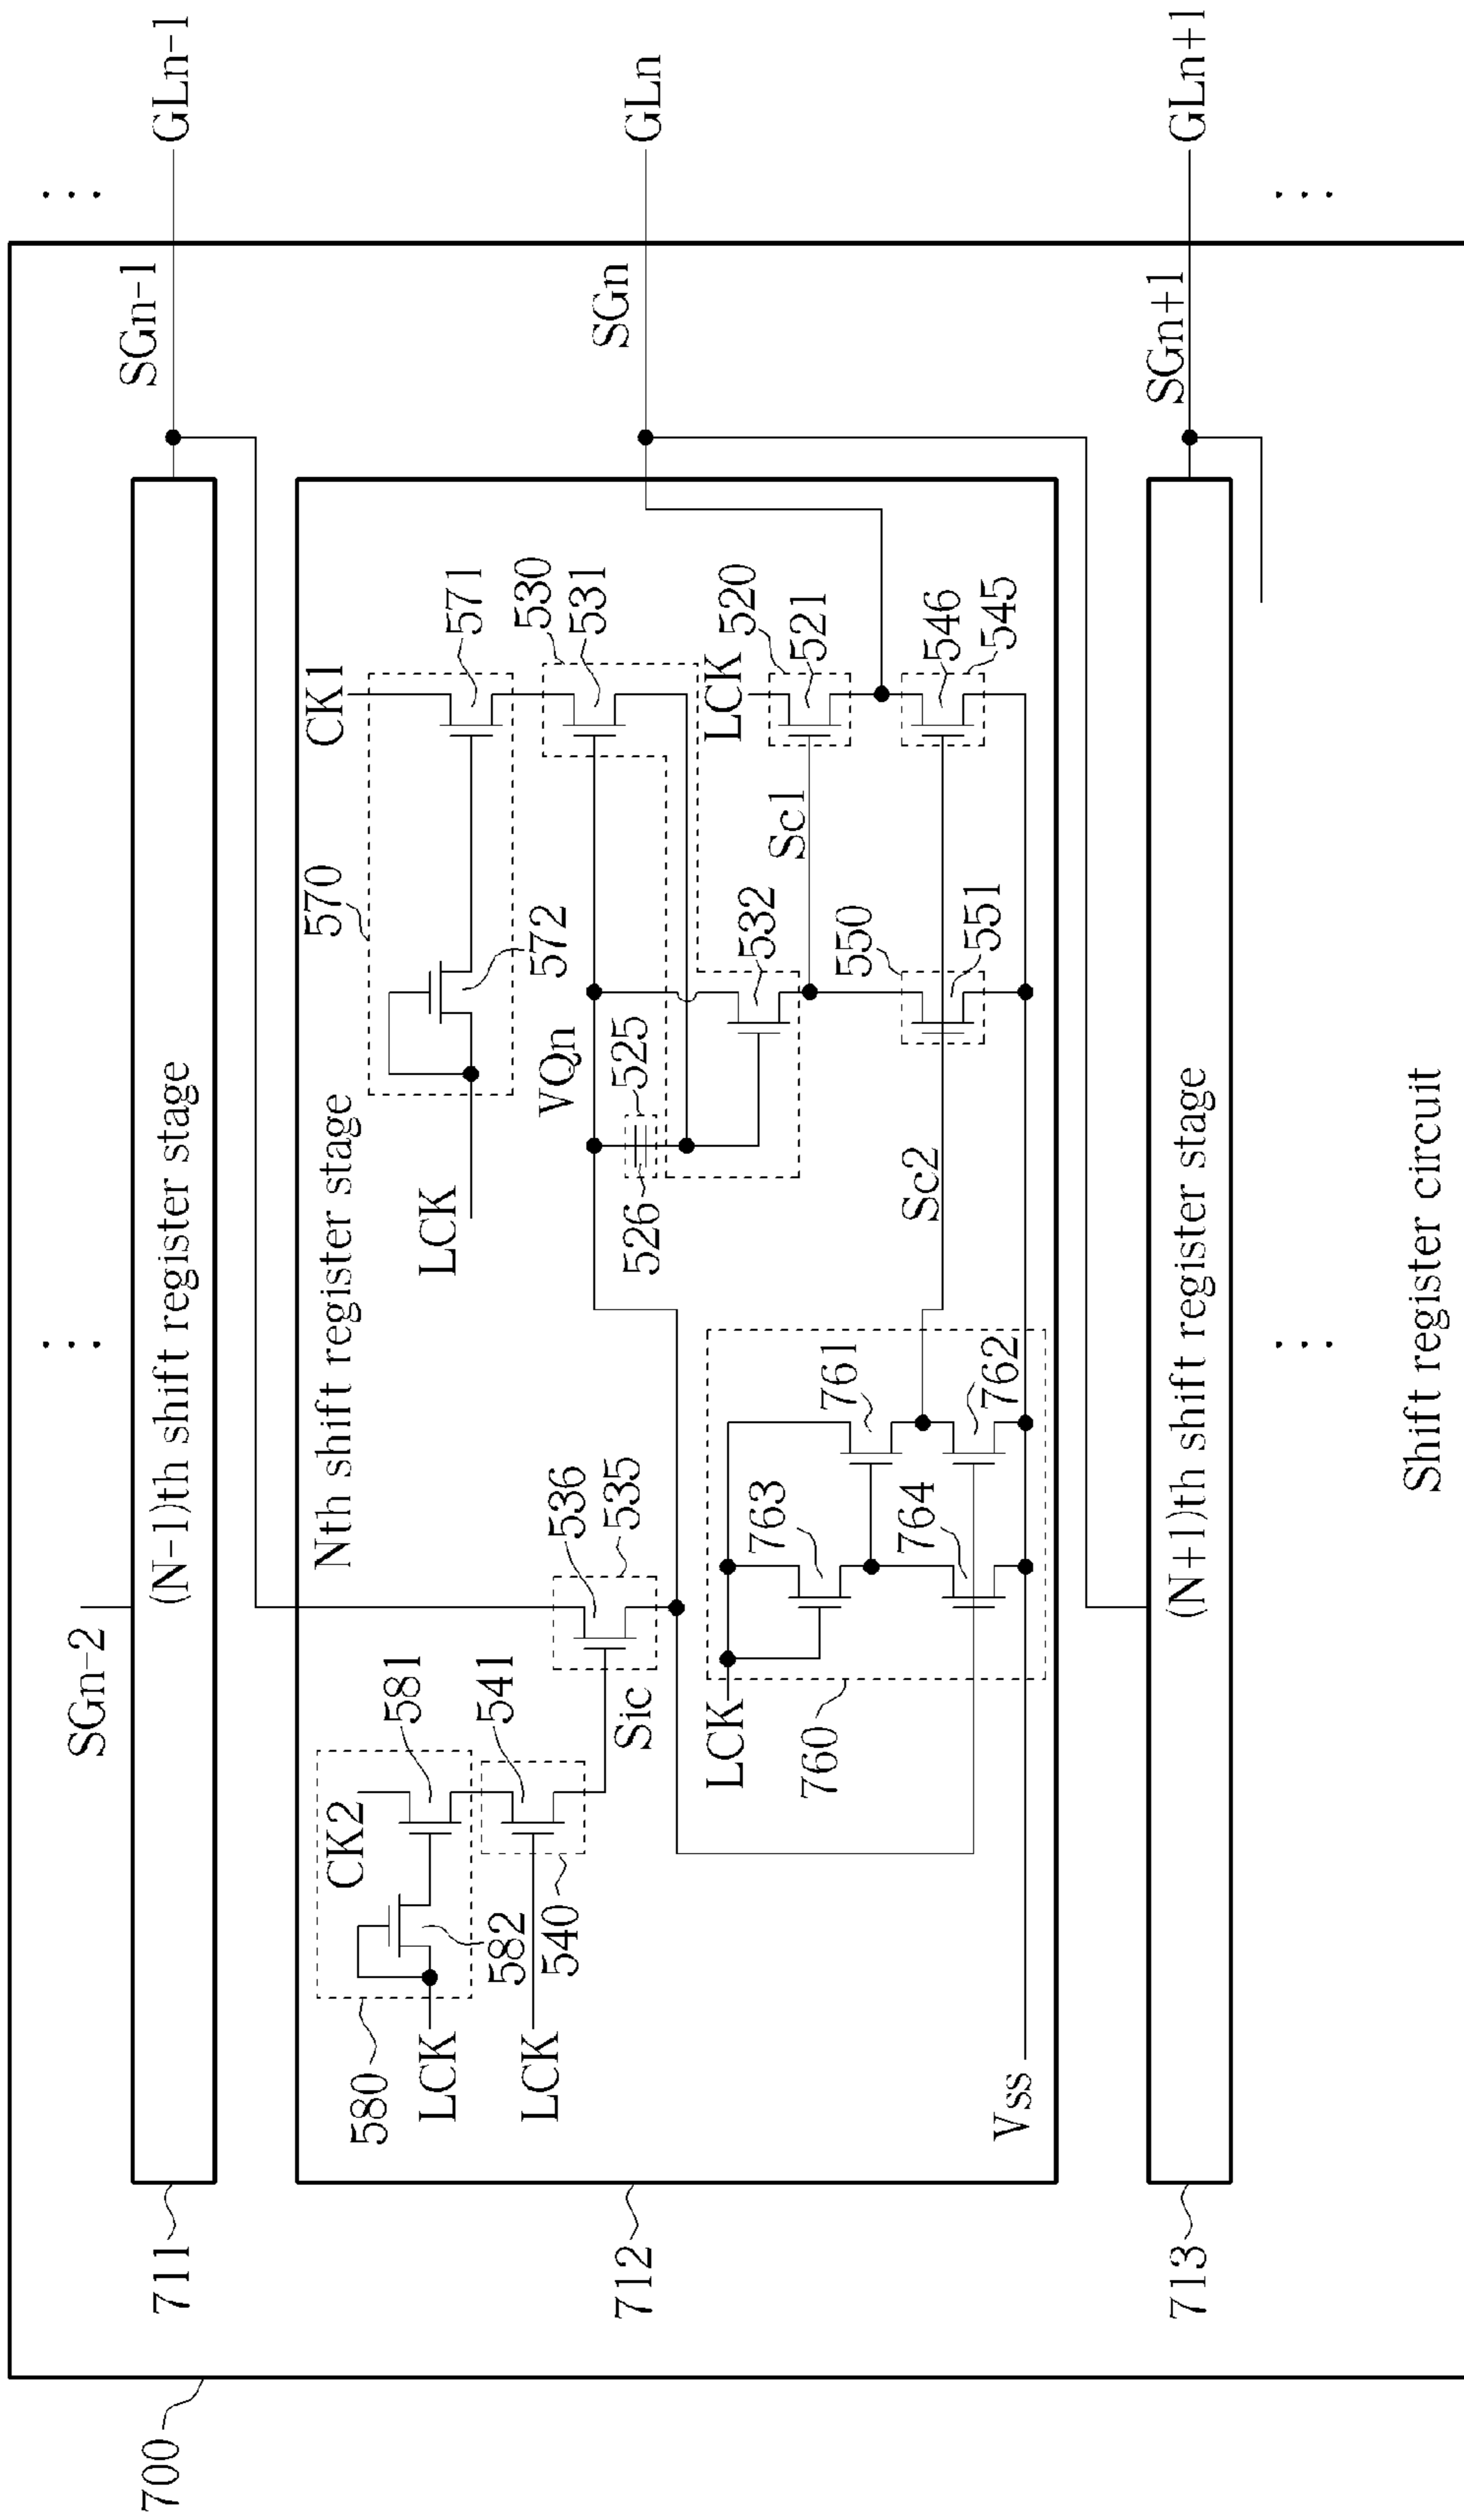 700
711
712
713
SGn-2
(N-1)th shift register stage
SGn-1
GLn-1
Nth shift register stage
580
CK2
581
582
LCK
LCK
540
541
Sic
536
535
LCK
570
572
CK1
571
530
531
VQn
525
526
532
LCK
520
521
Sc1
SGn
GLn
LCK
760
763
764
761
762
Sc2
550
551
546
545
Vss
(N+1)th shift register stage
SGn+1
GLn+1
Shift register circuit